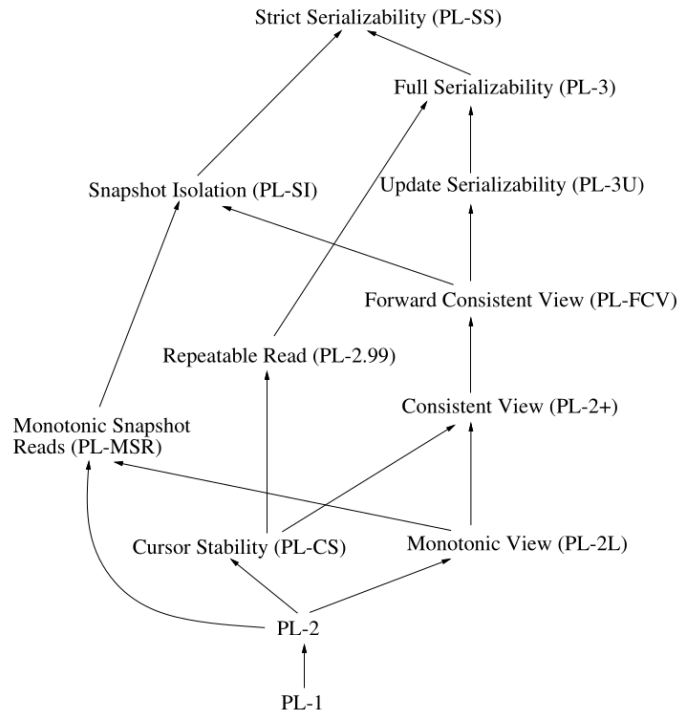 Strict Serializability (PL-SS)
Full Serializability (PL-3)
Snapshot Isolation (PL-SI)
Update Serializability (PL-3U)
Forward Consistent View (PL-FCV)
Repeatable Read (PL-2.99)
Consistent View (PL-2+)
Monotonic Snapshot
Reads (PL-MSR)
Cursor Stability (PL-CS)
Monotonic View (PL-2L)
PL-2
PL-1